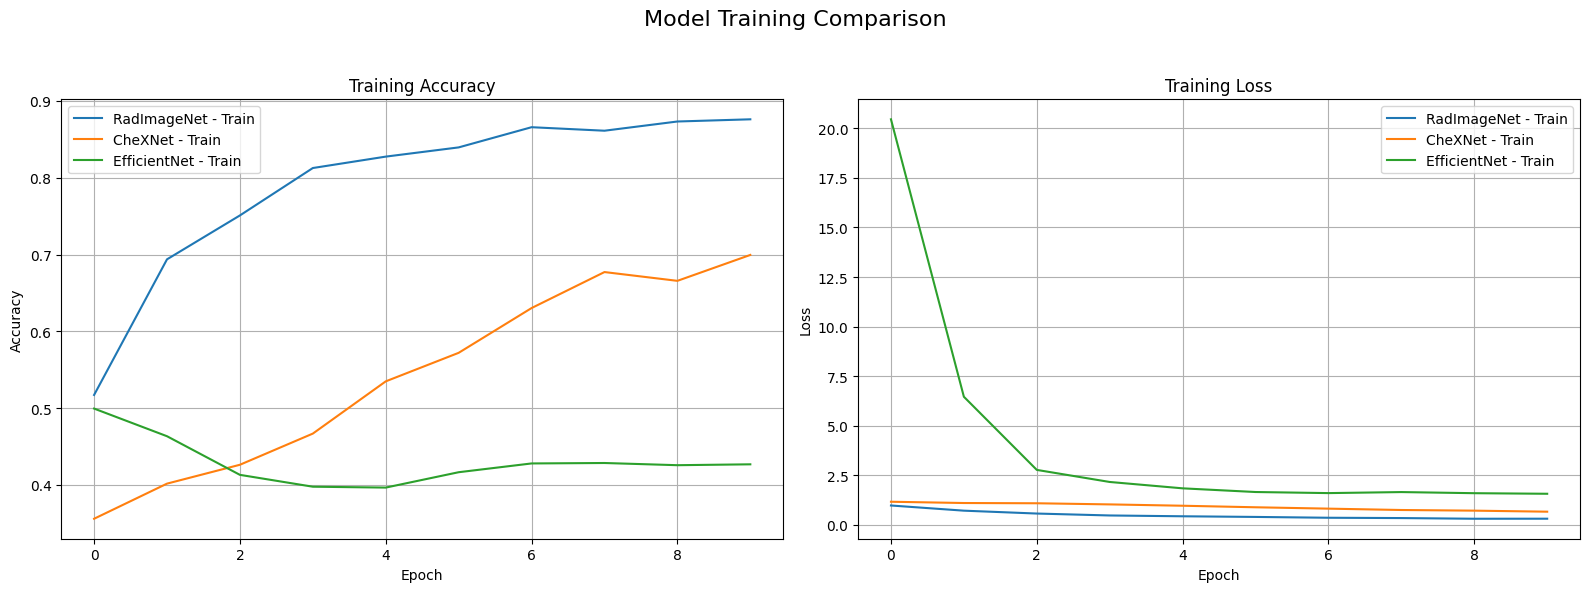 Model Training Comparison
Training Accuracy
RadImageNet - Train
CheXNet - Train
EfficientNet - Train
0.9
0.8
0.7
0.6
0.5
0.4
Accuracy
0
2
4
6
8
Epoch
Training Loss
RadImageNet - Train
CheXNet - Train
EfficientNet - Train
20.0
17.5
15.0
12.5
10.0
7.5
5.0
2.5
0.0
Loss
0
2
4
6
8
Epoch